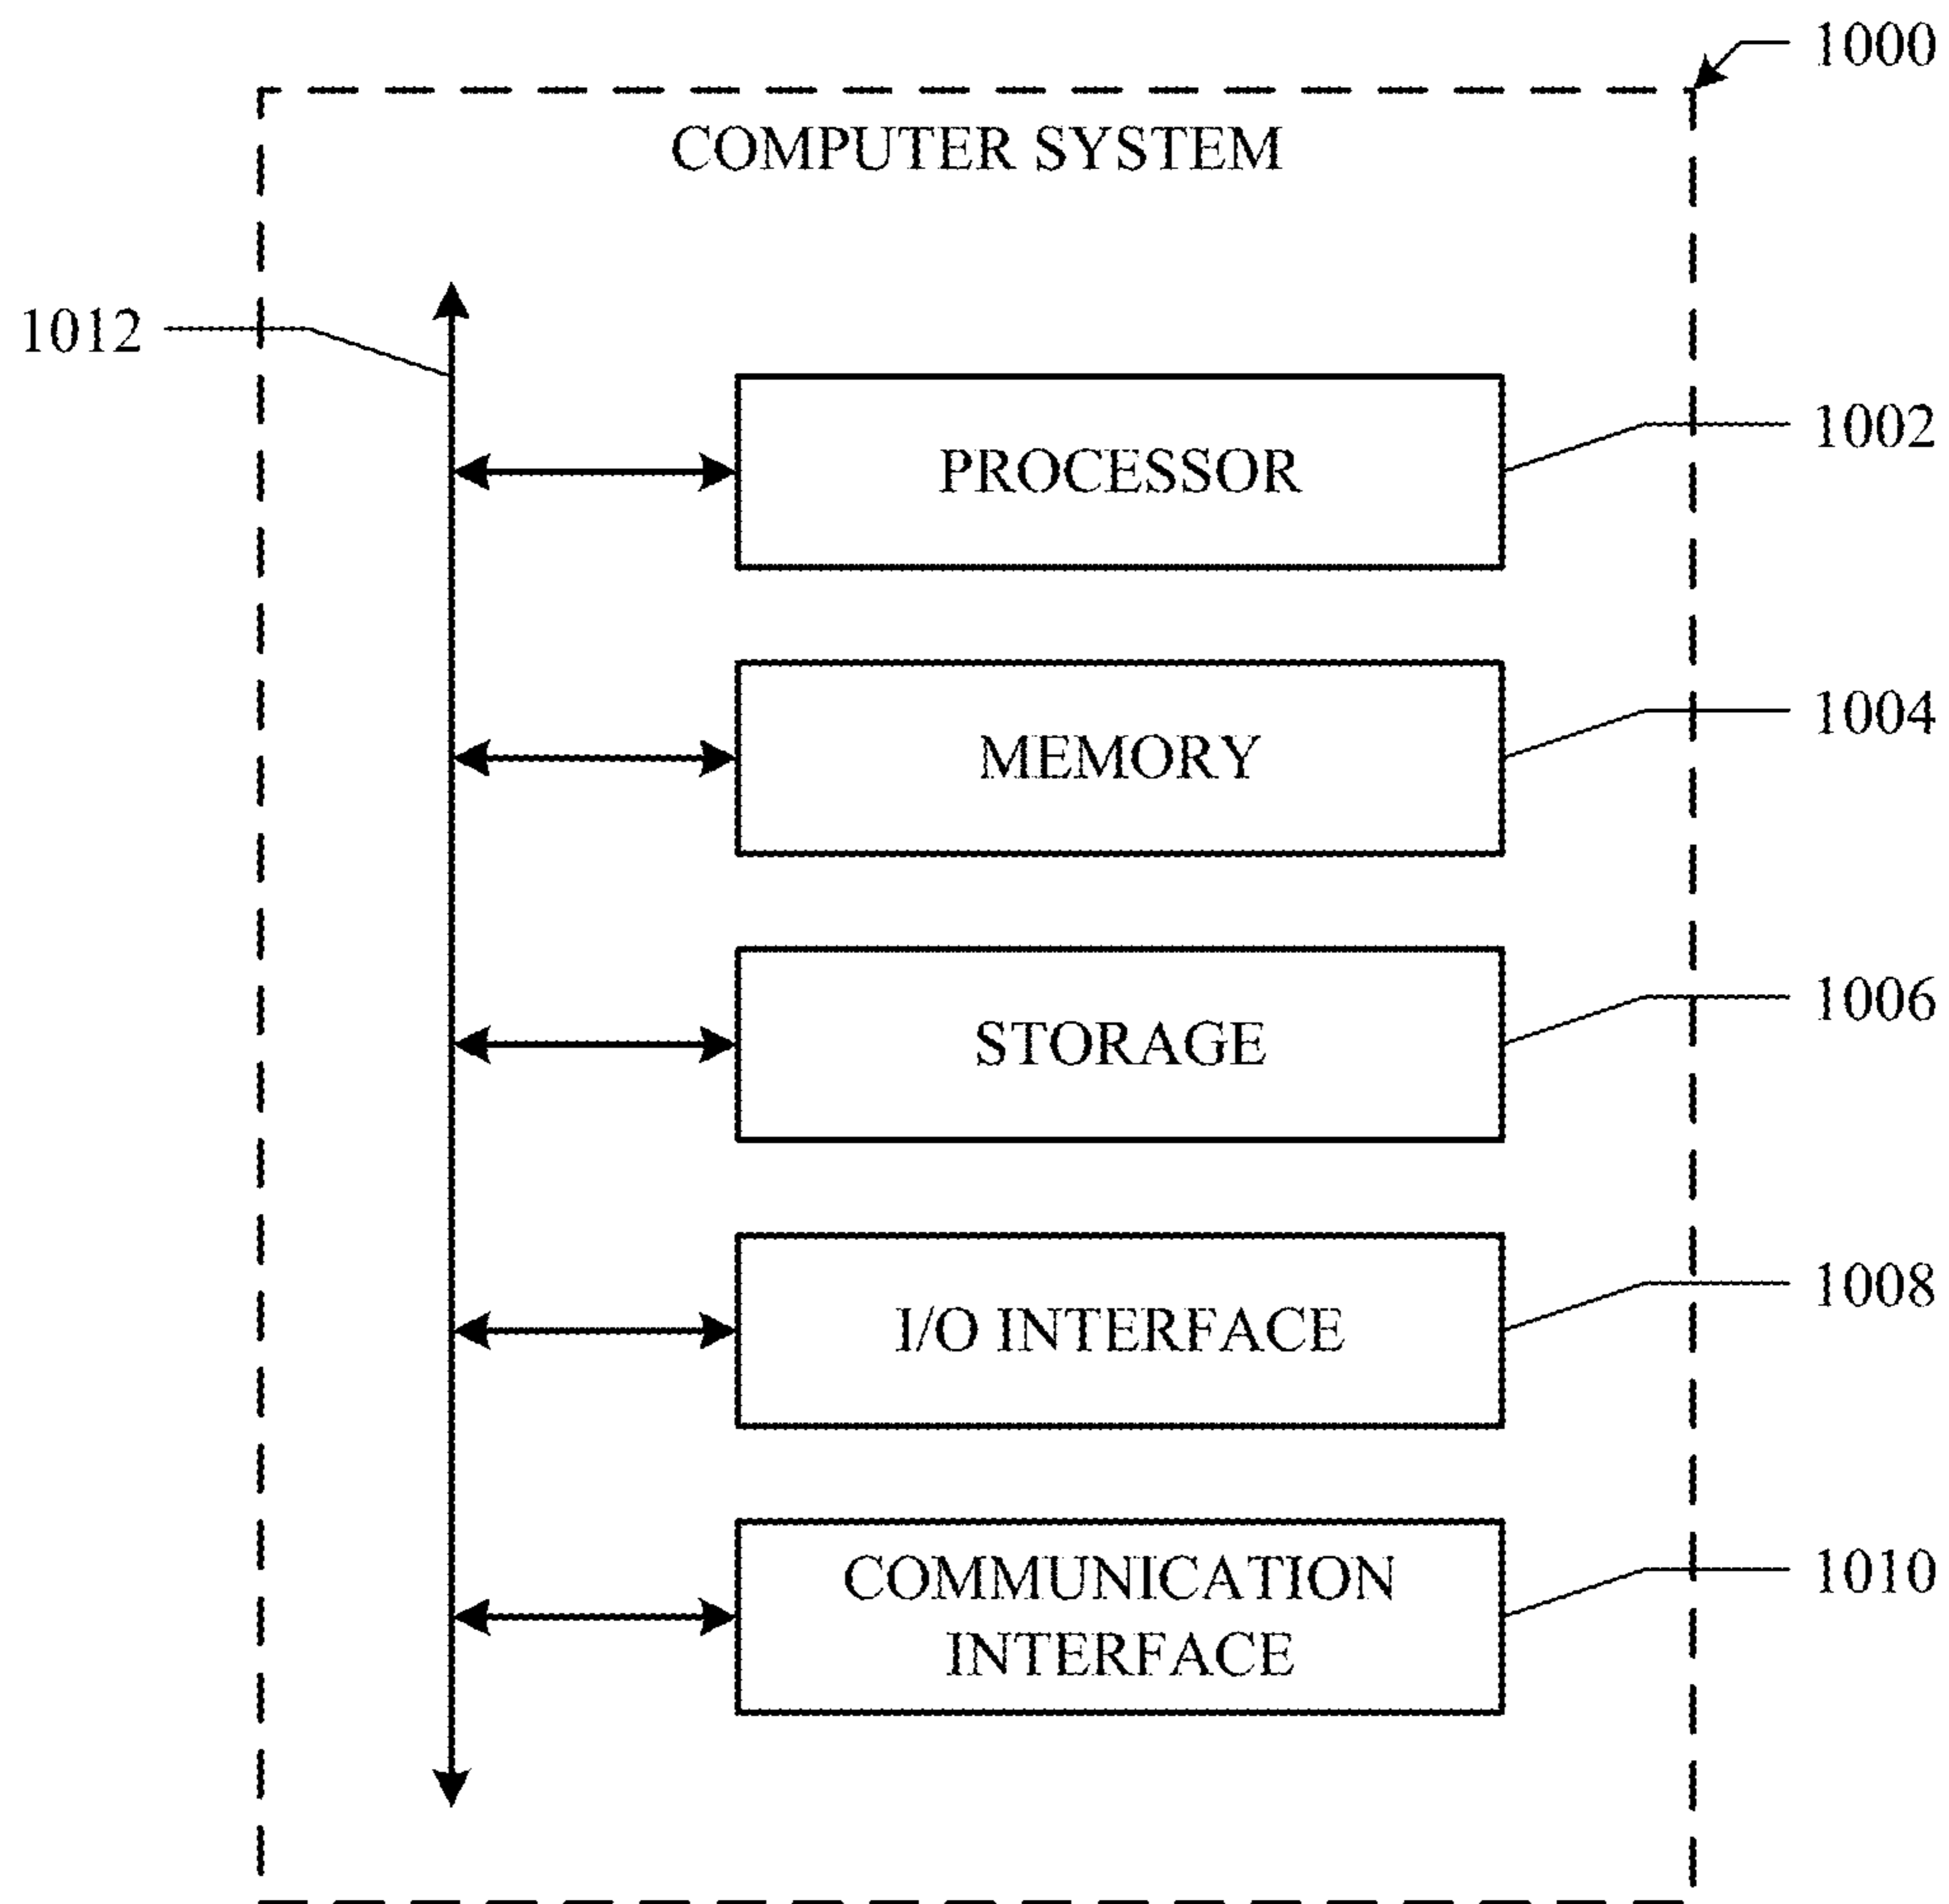 1000
COMPUTER SYSTEM
1012
1002
PROCESSOR
1004
MEMORY
1006
STORAGE
1008
I/O INTERFACE
1010
COMMUNICATION
INTERFACE